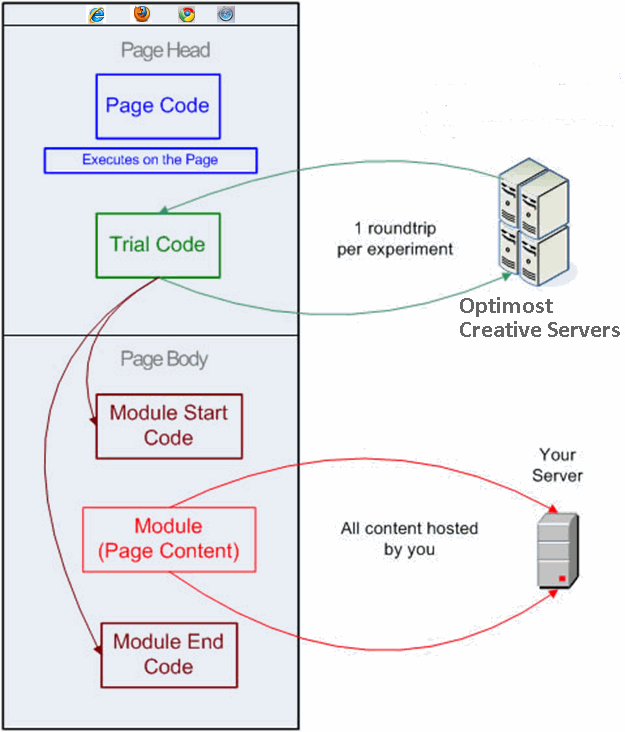 Page Head
Page Code
Executes on the Page
Trial Code
1 roundtrip
per experiment
Optimost
Creative Servers
Page Body
Module Start
Code
Your
Server
Module
(Page Content)
All content hosted
by you
Module End
Code